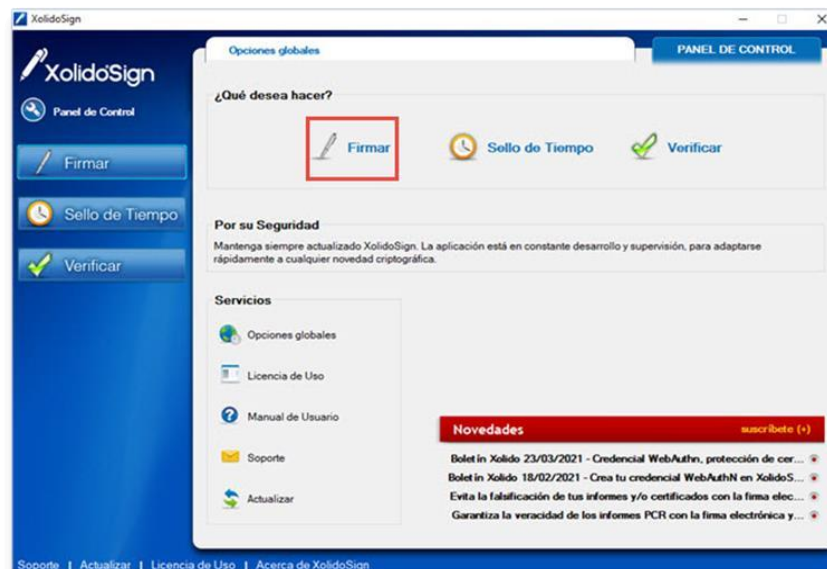 XolidoSign
XolidoSign
Panel de Control
Firmar
Sello de Tiempo
Verificar
Opciones globales
PANEL DE CONTROL
¿Qué desea hacer?
Firmar
Sello de Tiempo
Verificar
Por su Seguridad
Mantenga siempre actualizado XolidoSign. La aplicación está en constante desarrollo y supervisión, para adaptarse
rápidamente a cualquier novedad criptográfica.
Servicios
Opciones globales
Licencia de Uso
Manual de Usuario
Soporte
Actualizar
Novedades
suscríbete (+)
Boletín Xolido 23/03/2021 - Credencial WebAuthn, protección de cer...
Boletín Xolido 18/02/2021 - Crea tu credencial WebAuthN en XolidoS...
Evita la falsificación de tus informes y/o certificados con la firma elec...
Garantiza la veracidad de los informes PCR con la firma electrónica y...
Soporte | Actualizar | Licencia de Uso | Acerca de XolidoSign